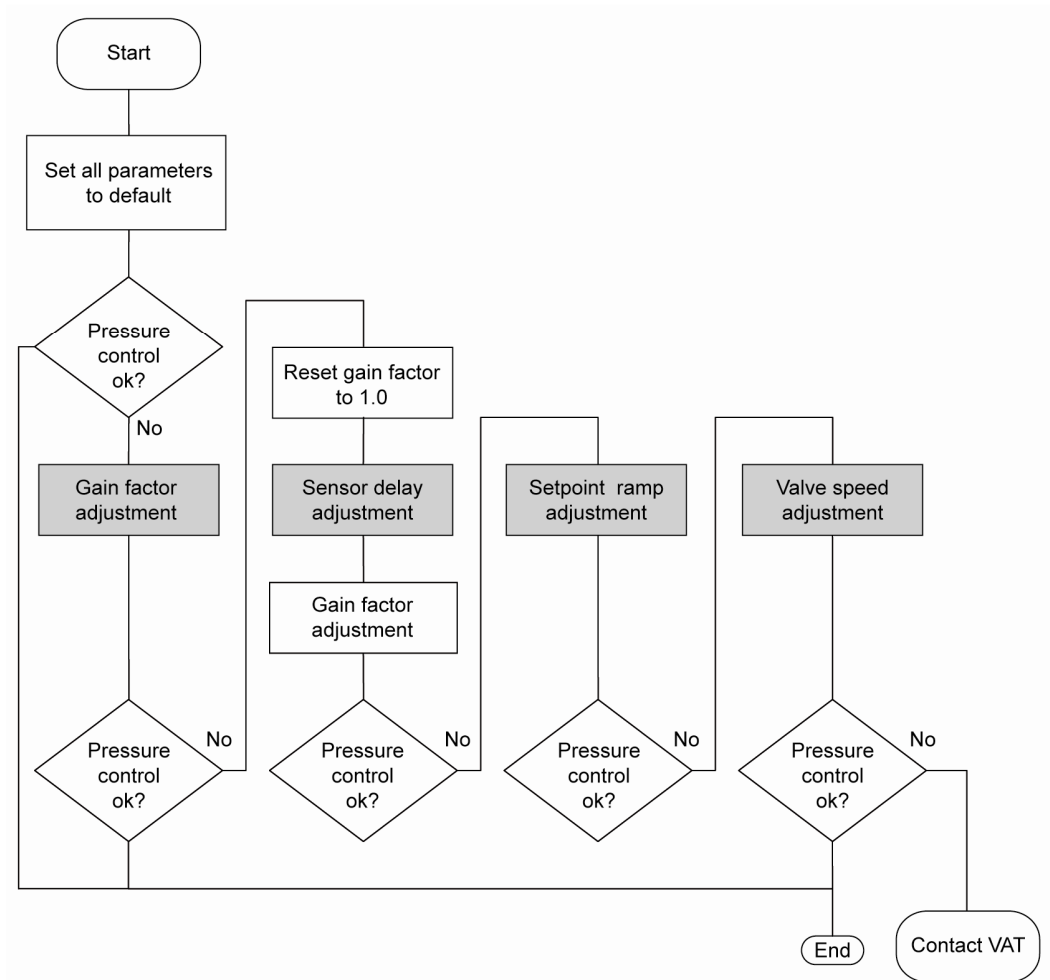 Start
Set all parameters
to default
Pressure
control
ok?
No
Gain factor
adjustment
Pressure
control
ok?
No
Reset gain factor
to 1.0
Sensor delay
adjustment
Gain factor
adjustment
Pressure
control
ok?
No
Setpoint ramp
adjustment
Pressure
control
ok?
No
Valve speed
adjustment
Pressure
control
ok?
No
End
Contact VAT